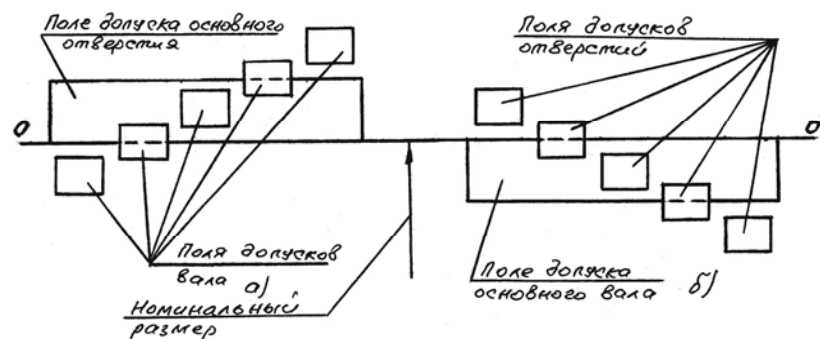 Поле допуска основного
отверстия
Поля допусков
отверстий
0
0
Поля допусков
вала а)
Номинальный
размер
Поле допуска
основного вала б)